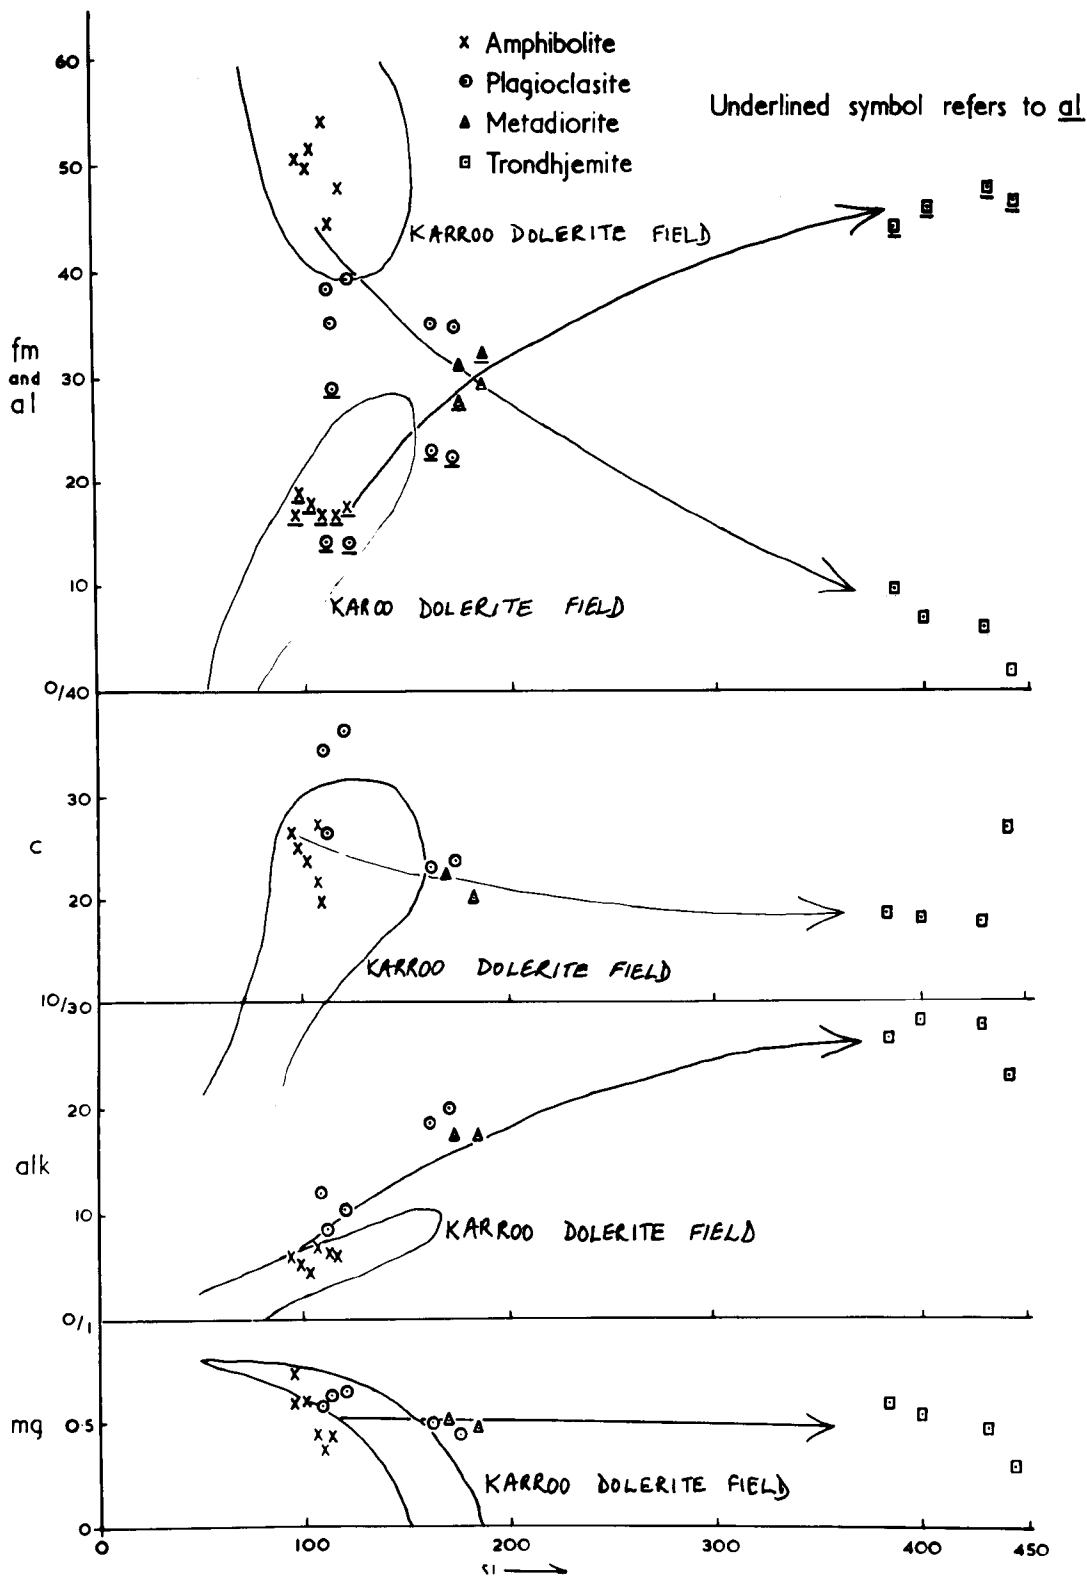 Amphibolite
Plagioclasite
Metadiorite
Trondhjemite
Underlined symbol refers to al
60
50
40
fm
and
al
30
20
10
0/40
KARROO DOLERITE FIELD
KAROO DOLERITE FIELD
30
c
20
10/30
KARROO DOLERITE FIELD
20
alk
10
0/1
KARROO DOLERITE FIELD
mg
0.5
0
KARROO DOLERITE FIELD
0
100
200
300
400
450
si